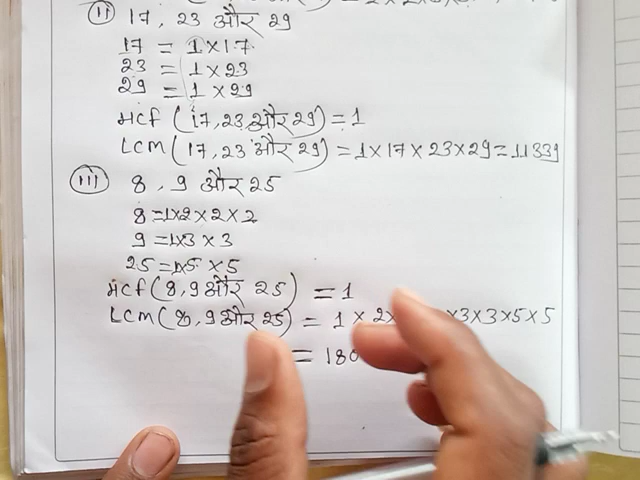 (ii) 17, 23 और 29
17 = 1×17
23 = 1×23
29 = 1×29
HCF (17, 23 और 29) = 1
LCM (17, 23 और 29) = 1×17×23×29 = 11339
(iii) 8, 9 और 25
8 = 1×2×2×2
9 = 1×3×3
25 = 1×5×5
HCF (8, 9 और 25) = 1
LCM (8, 9 और 25) = 1×2× ×3×3×5×5
= 180